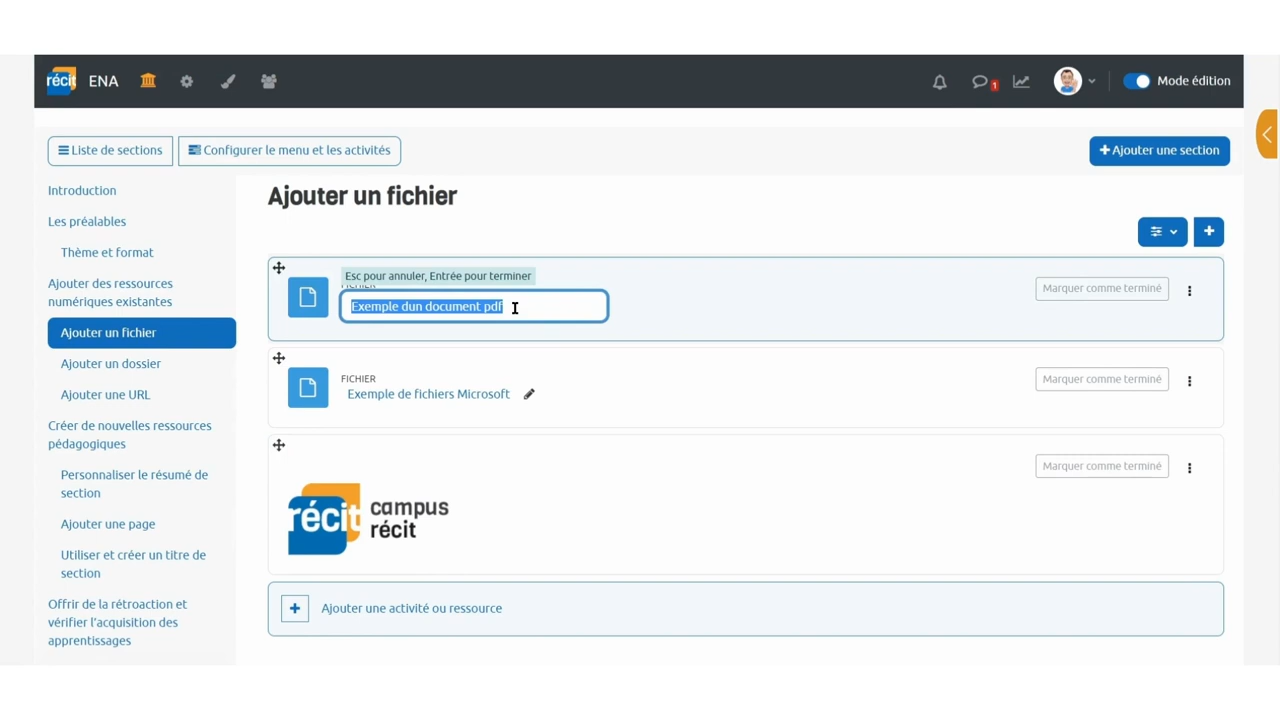 récit ENA 1 Mode édition
Liste de sections Configurer le menu et les activités Ajouter une section
Introduction
Les préalables
Thème et format
Ajouter des ressources
numériques existantes
Ajouter un fichier
Ajouter un dossier
Ajouter une URL
Créer de nouvelles ressources
pédagogiques
Personnaliser le résumé de
section
Ajouter une page
Utiliser et créer un titre de
section
Offrir de la rétroaction et
vérifier l'acquisition des
apprentissages
Ajouter un fichier
Esc pour annuler, Entrée pour terminer
FICHIER
Exemple dun document pdf
Marquer comme terminé
FICHIER
Exemple de fichiers Microsoft
Marquer comme terminé
Marquer comme terminé
récit campus
récit
Ajouter une activité ou ressource